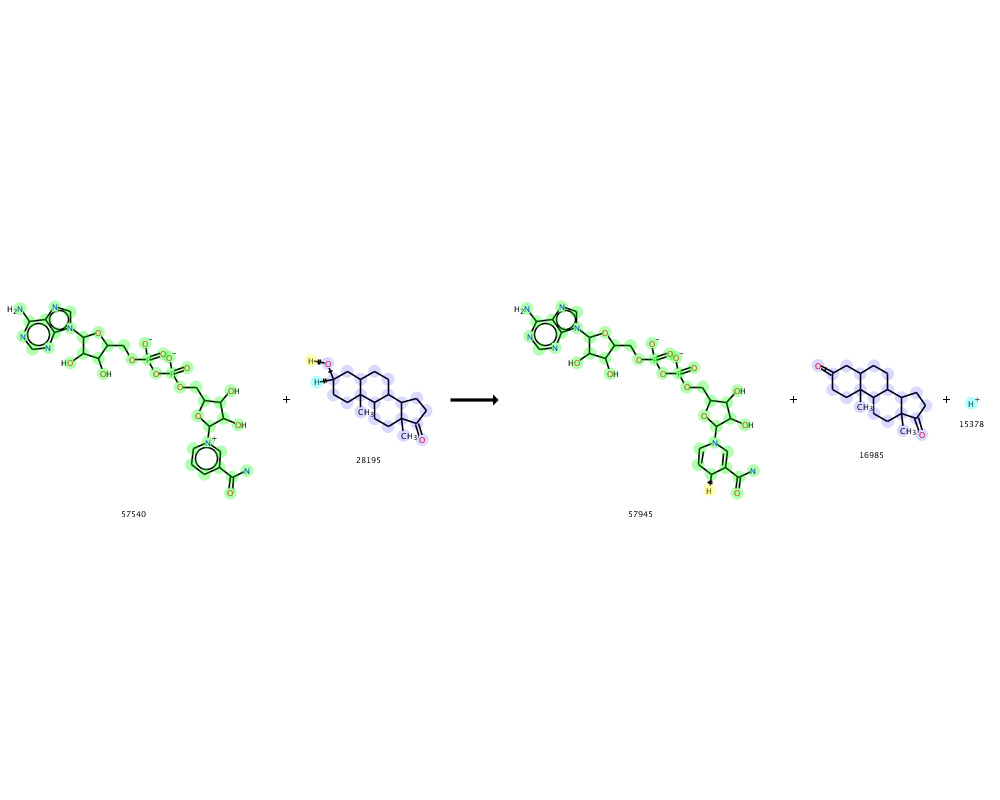 H₂N N N N N O HO OH O O⁻ P O O O⁻ P O O OH O OH N⁺ N O
57540
+
H O H CH₃ CH₃ O
28195
H₂N N N N N O HO OH O O⁻ P O O O⁻ P O O OH O OH N N O H
57945
+
O CH₃ CH₃ O
16985
+
H⁺
15378